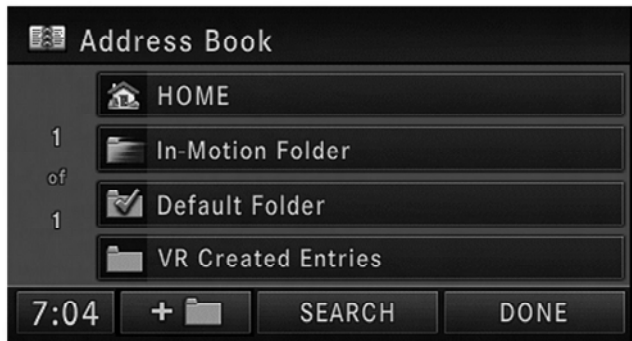 Address Book
HOME
In-Motion Folder
1
of
1
Default Folder
VR Created Entries
7:04
+
SEARCH
DONE